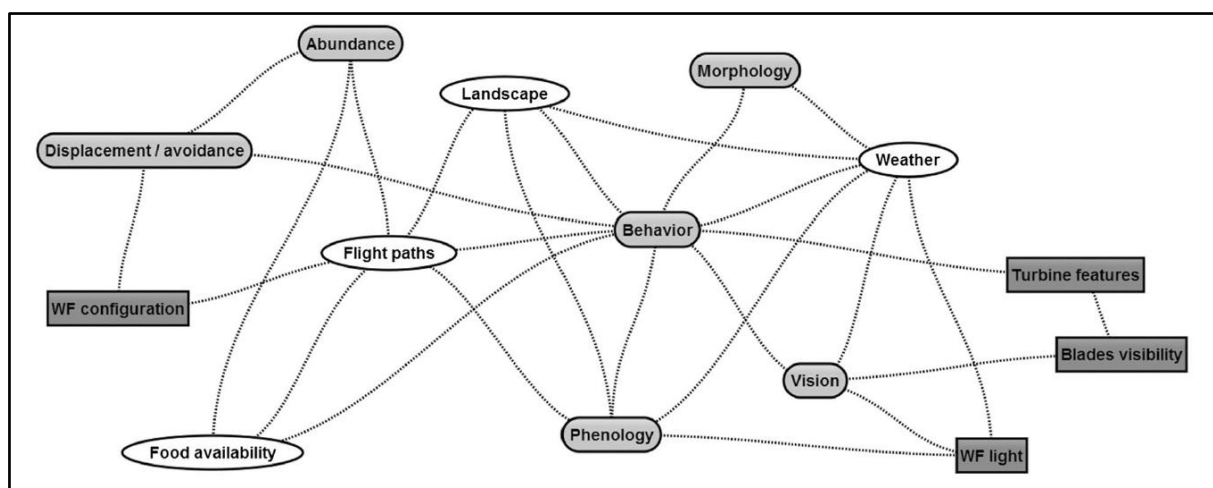 Abundance
Morphology
Landscape
Displacement / avoidance
Weather
Behavior
Flight paths
Turbine features
WF configuration
Blades visibility
Vision
Phenology
Food availability
WF light